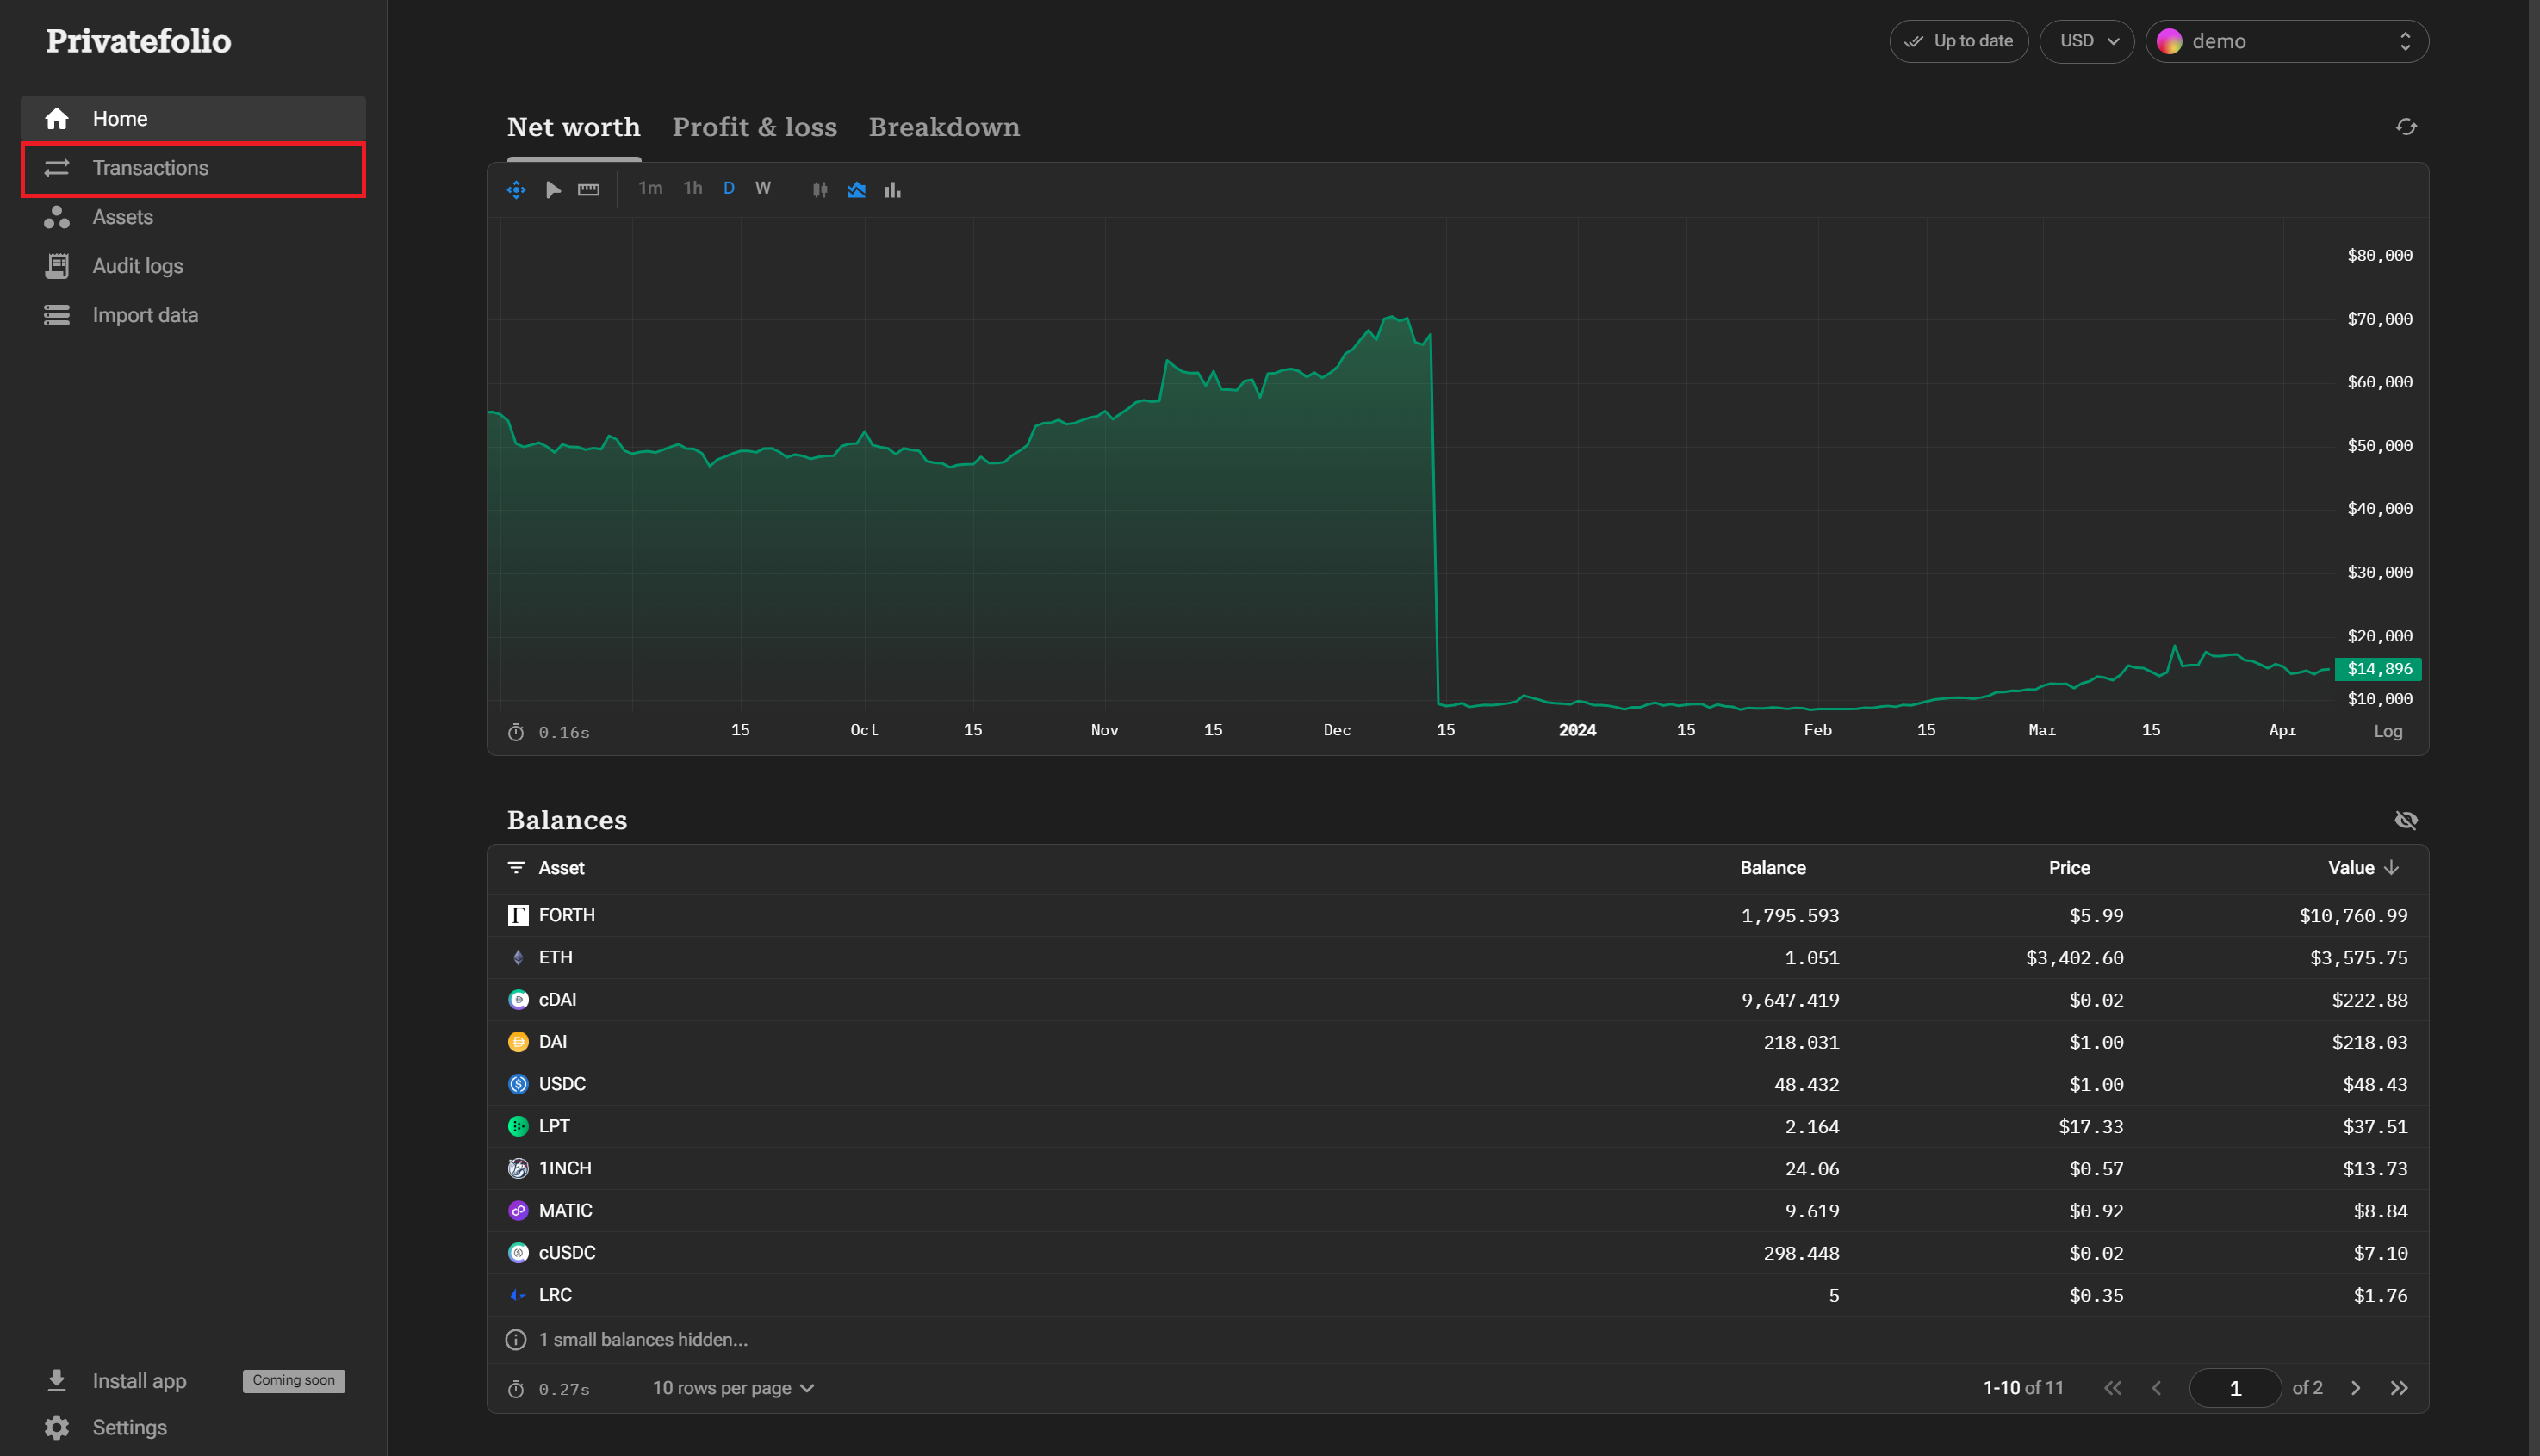 Privatefolio
Up to date
USD
demo
Home
Transactions
Assets
Audit logs
Import data
Net worth Profit & loss Breakdown
1m 1h D W
$80,000
$70,000
$60,000
$50,000
$40,000
$30,000
$20,000
$14,896
$10,000
0.16s 15 Oct 15 Nov 15 Dec 15 2024 15 Feb 15 Mar 15 Apr Log
Balances
Asset Balance Price Value
FORTH 1,795.593 $5.99 $10,760.99
ETH 1.051 $3,402.60 $3,575.75
cDAI 9,647.419 $0.02 $222.88
DAI 218.031 $1.00 $218.03
USDC 48.432 $1.00 $48.43
LPT 2.164 $17.33 $37.51
1INCH 24.06 $0.57 $13.73
MATIC 9.619 $0.92 $8.84
cUSDC 298.448 $0.02 $7.10
LRC 5 $0.35 $1.76
1 small balances hidden...
0.27s 10 rows per page 1-10 of 11 1 of 2
Install app Coming soon
Settings